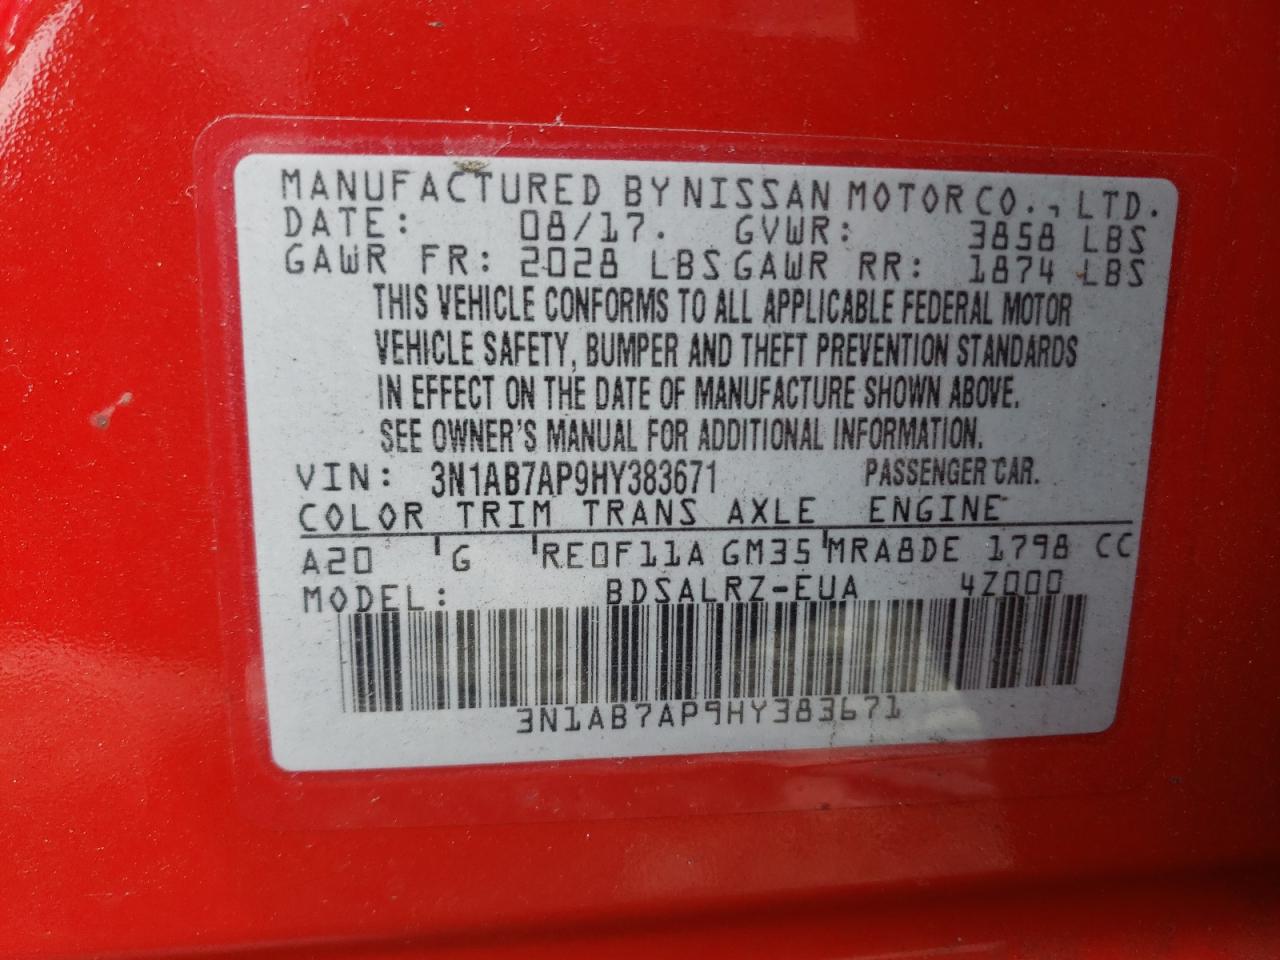 MANUFACTURED BY NISSAN MOTOR CO., LTD.
DATE: 08/17. GVWR: 3858 LBS
GAWR FR: 2028 LBS GAWR RR: 1874 LBS
THIS VEHICLE CONFORMS TO ALL APPLICABLE FEDERAL MOTOR
VEHICLE SAFETY, BUMPER AND THEFT PREVENTION STANDARDS
IN EFFECT ON THE DATE OF MANUFACTURE SHOWN ABOVE.
SEE OWNER'S MANUAL FOR ADDITIONAL INFORMATION.
VIN: 3N1AB7AP9HY383671 PASSENGER CAR.
COLOR TRIM TRANS AXLE ENGINE
A20 G RE0F11A GM35 MRA8DE 1798 CC
MODEL: BDSALRZ-EUA 4Z000
3N1AB7AP9HY383671